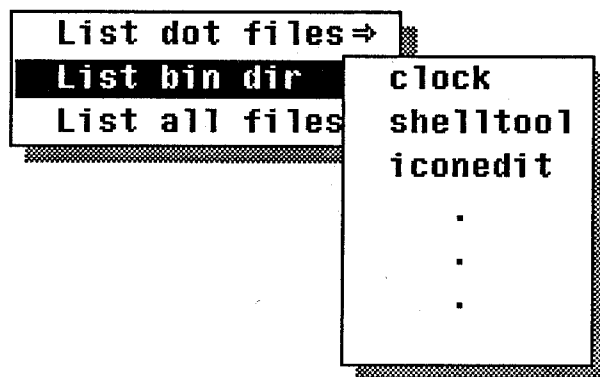 List dot files⇒
List bin dir
List all files
clock
shelltool
iconedit
.
.
.